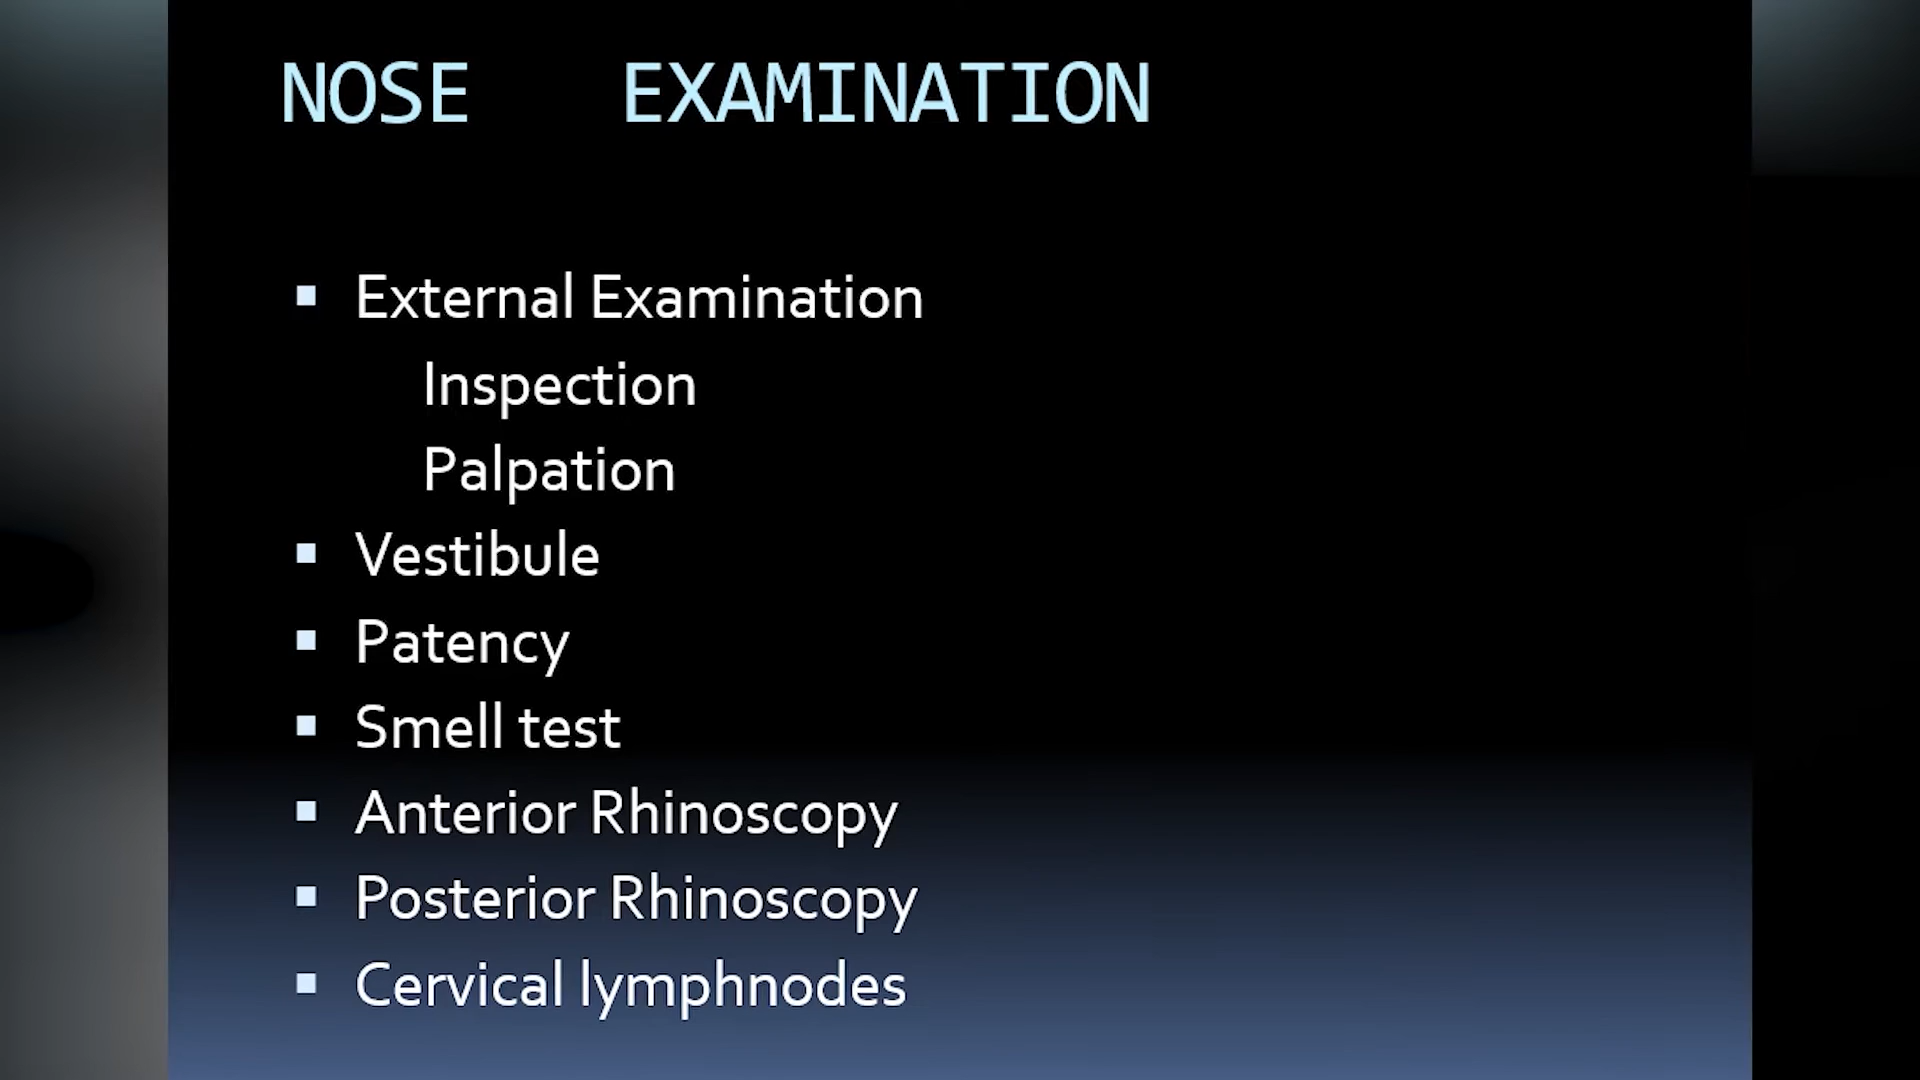 NOSE EXAMINATION
External Examination
Inspection
Palpation
Vestibule
Patency
Smell test
Anterior Rhinoscopy
Posterior Rhinoscopy
Cervical lymphnodes